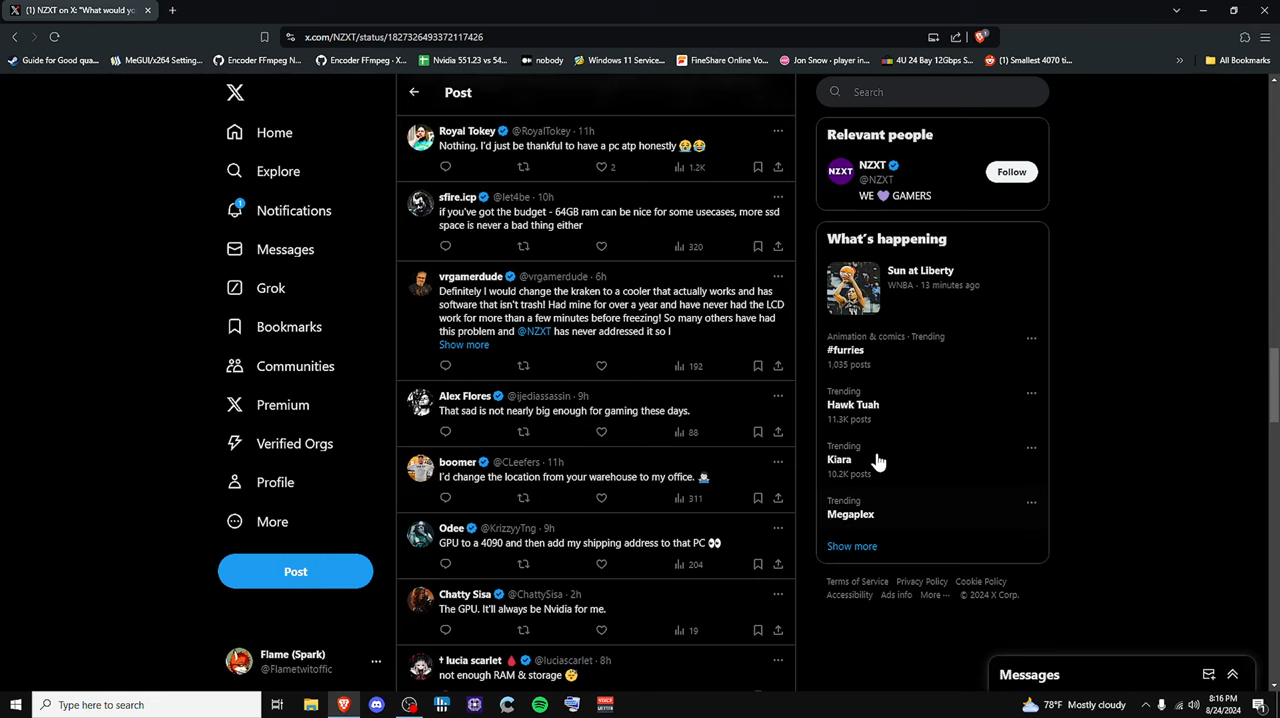 (1) NZXT on X: "What would yo
x.com/NZXT/status/1827326493372117426
Guide for Good qua...
MeGUI/x264 Setting...
Encoder FFmpeg N...
Encoder FFmpeg · X...
Nvidia 551.23 vs 54...
nobody
Windows 11 Service...
FineShare Online Vo...
Jon Snow - player in...
4U 24 Bay 12Gbps S...
(1) Smallest 4070 ti...
All Bookmarks
Home
Explore
1
Notifications
Messages
Grok
Bookmarks
Communities
Premium
Verified Orgs
Profile
More
Post
Flame (Spark)
@Flametwitoffic
Post
Royal Tokey @RoyalTokey · 11h
Nothing. I'd just be thankful to have a pc atp honestly 😭😂
2 1.2K
sfire.icp @let4be · 10h
if you've got the budget - 64GB ram can be nice for some usecases, more ssd
space is never a bad thing either
320
vrgamerdude @vrgamerdude · 6h
Definitely I would change the kraken to a cooler that actually works and has
software that isn't trash! Had mine for over a year and have never had the LCD
work for more than a few minutes before freezing! So many others have had
this problem and @NZXT has never addressed it so I
Show more
192
Alex Flores @ijediassassin · 9h
That sad is not nearly big enough for gaming these days.
88
boomer @CLeefers · 11h
I'd change the location from your warehouse to my office. 🙇🏻
311
Odee @KrizzyyTng · 9h
GPU to a 4090 and then add my shipping address to that PC 👀
204
Chatty Sisa @ChattySisa · 2h
The GPU. It'll always be Nvidia for me.
19
† lucia scarlet 🩸 @luciascarlet · 8h
not enough RAM & storage 😤
Search
Relevant people
NZXT
NZXT
@NZXT
Follow
WE 💜 GAMERS
What's happening
Sun at Liberty
WNBA · 13 minutes ago
Animation & comics · Trending
#furries
1,035 posts
Trending
Hawk Tuah
11.3K posts
Trending
Kiara
10.2K posts
Trending
Megaplex
Show more
Terms of Service Privacy Policy Cookie Policy
Accessibility Ads info More ··· © 2024 X Corp.
Messages
Type here to search
78°F Mostly cloudy
8:16 PM
8/24/2024